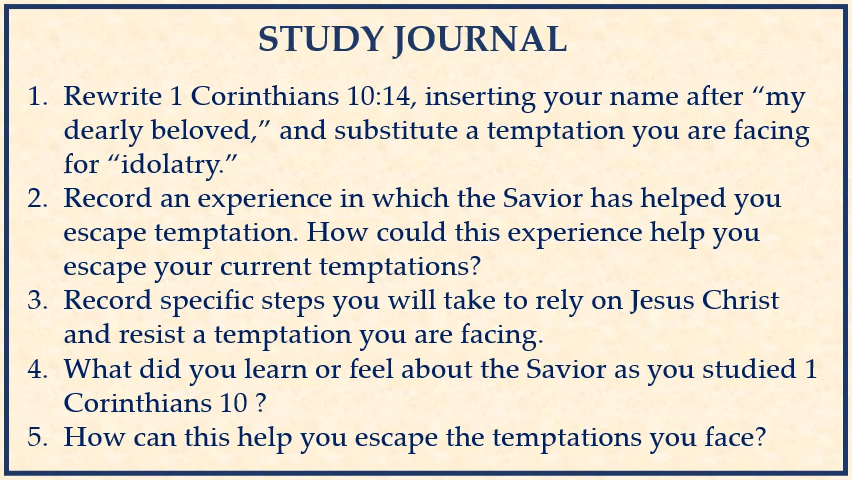 STUDY JOURNAL
1. Rewrite 1 Corinthians 10:14, inserting your name after “my
dearly beloved,” and substitute a temptation you are facing
for “idolatry.”
2. Record an experience in which the Savior has helped you
escape temptation. How could this experience help you
escape your current temptations?
3. Record specific steps you will take to rely on Jesus Christ
and resist a temptation you are facing.
4. What did you learn or feel about the Savior as you studied 1
Corinthians 10 ?
5. How can this help you escape the temptations you face?